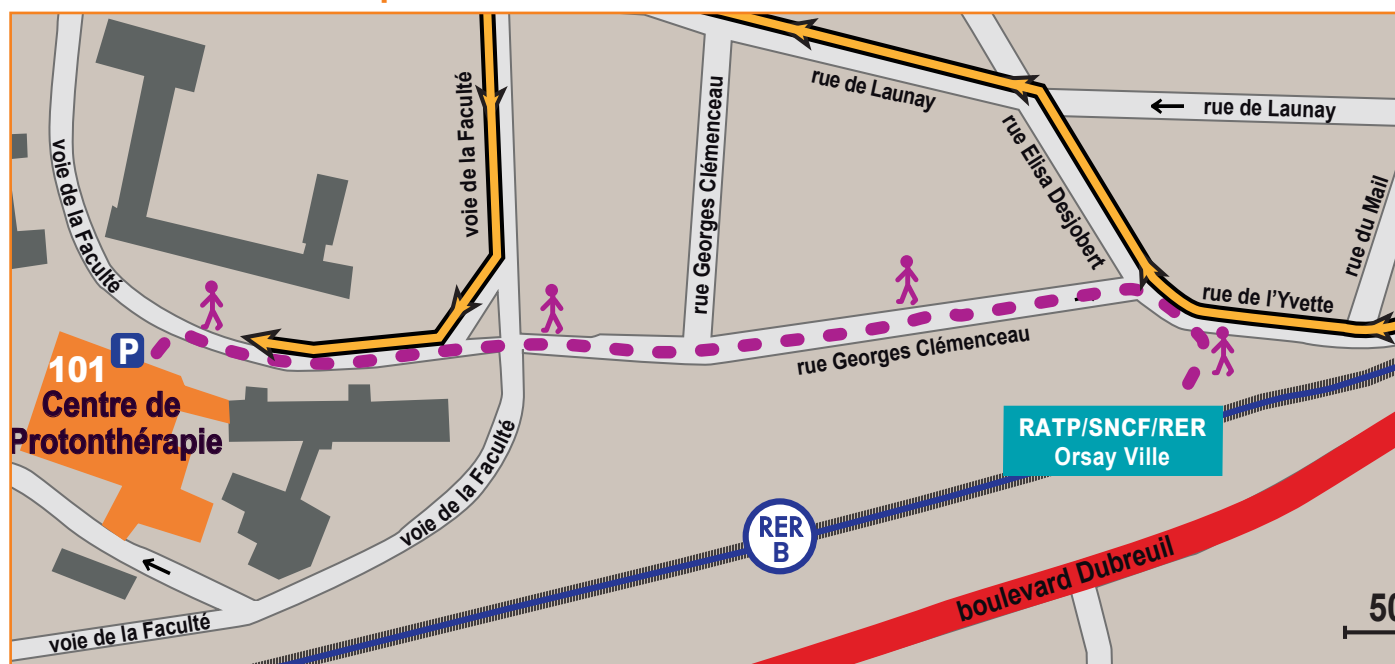 voie de la Faculté
voie de la Faculté
rue Georges Clémenceau
rue de Launay
rue de Launay
rue Elisa Desjobert
rue du Mail
rue de l'Yvette
rue Georges Clémenceau
P
101
Centre de
Protonthérapie
RATP/SNCF/RER
Orsay Ville
voie de la Faculté
RER
B
boulevard Dubreuil
voie de la Faculté
50